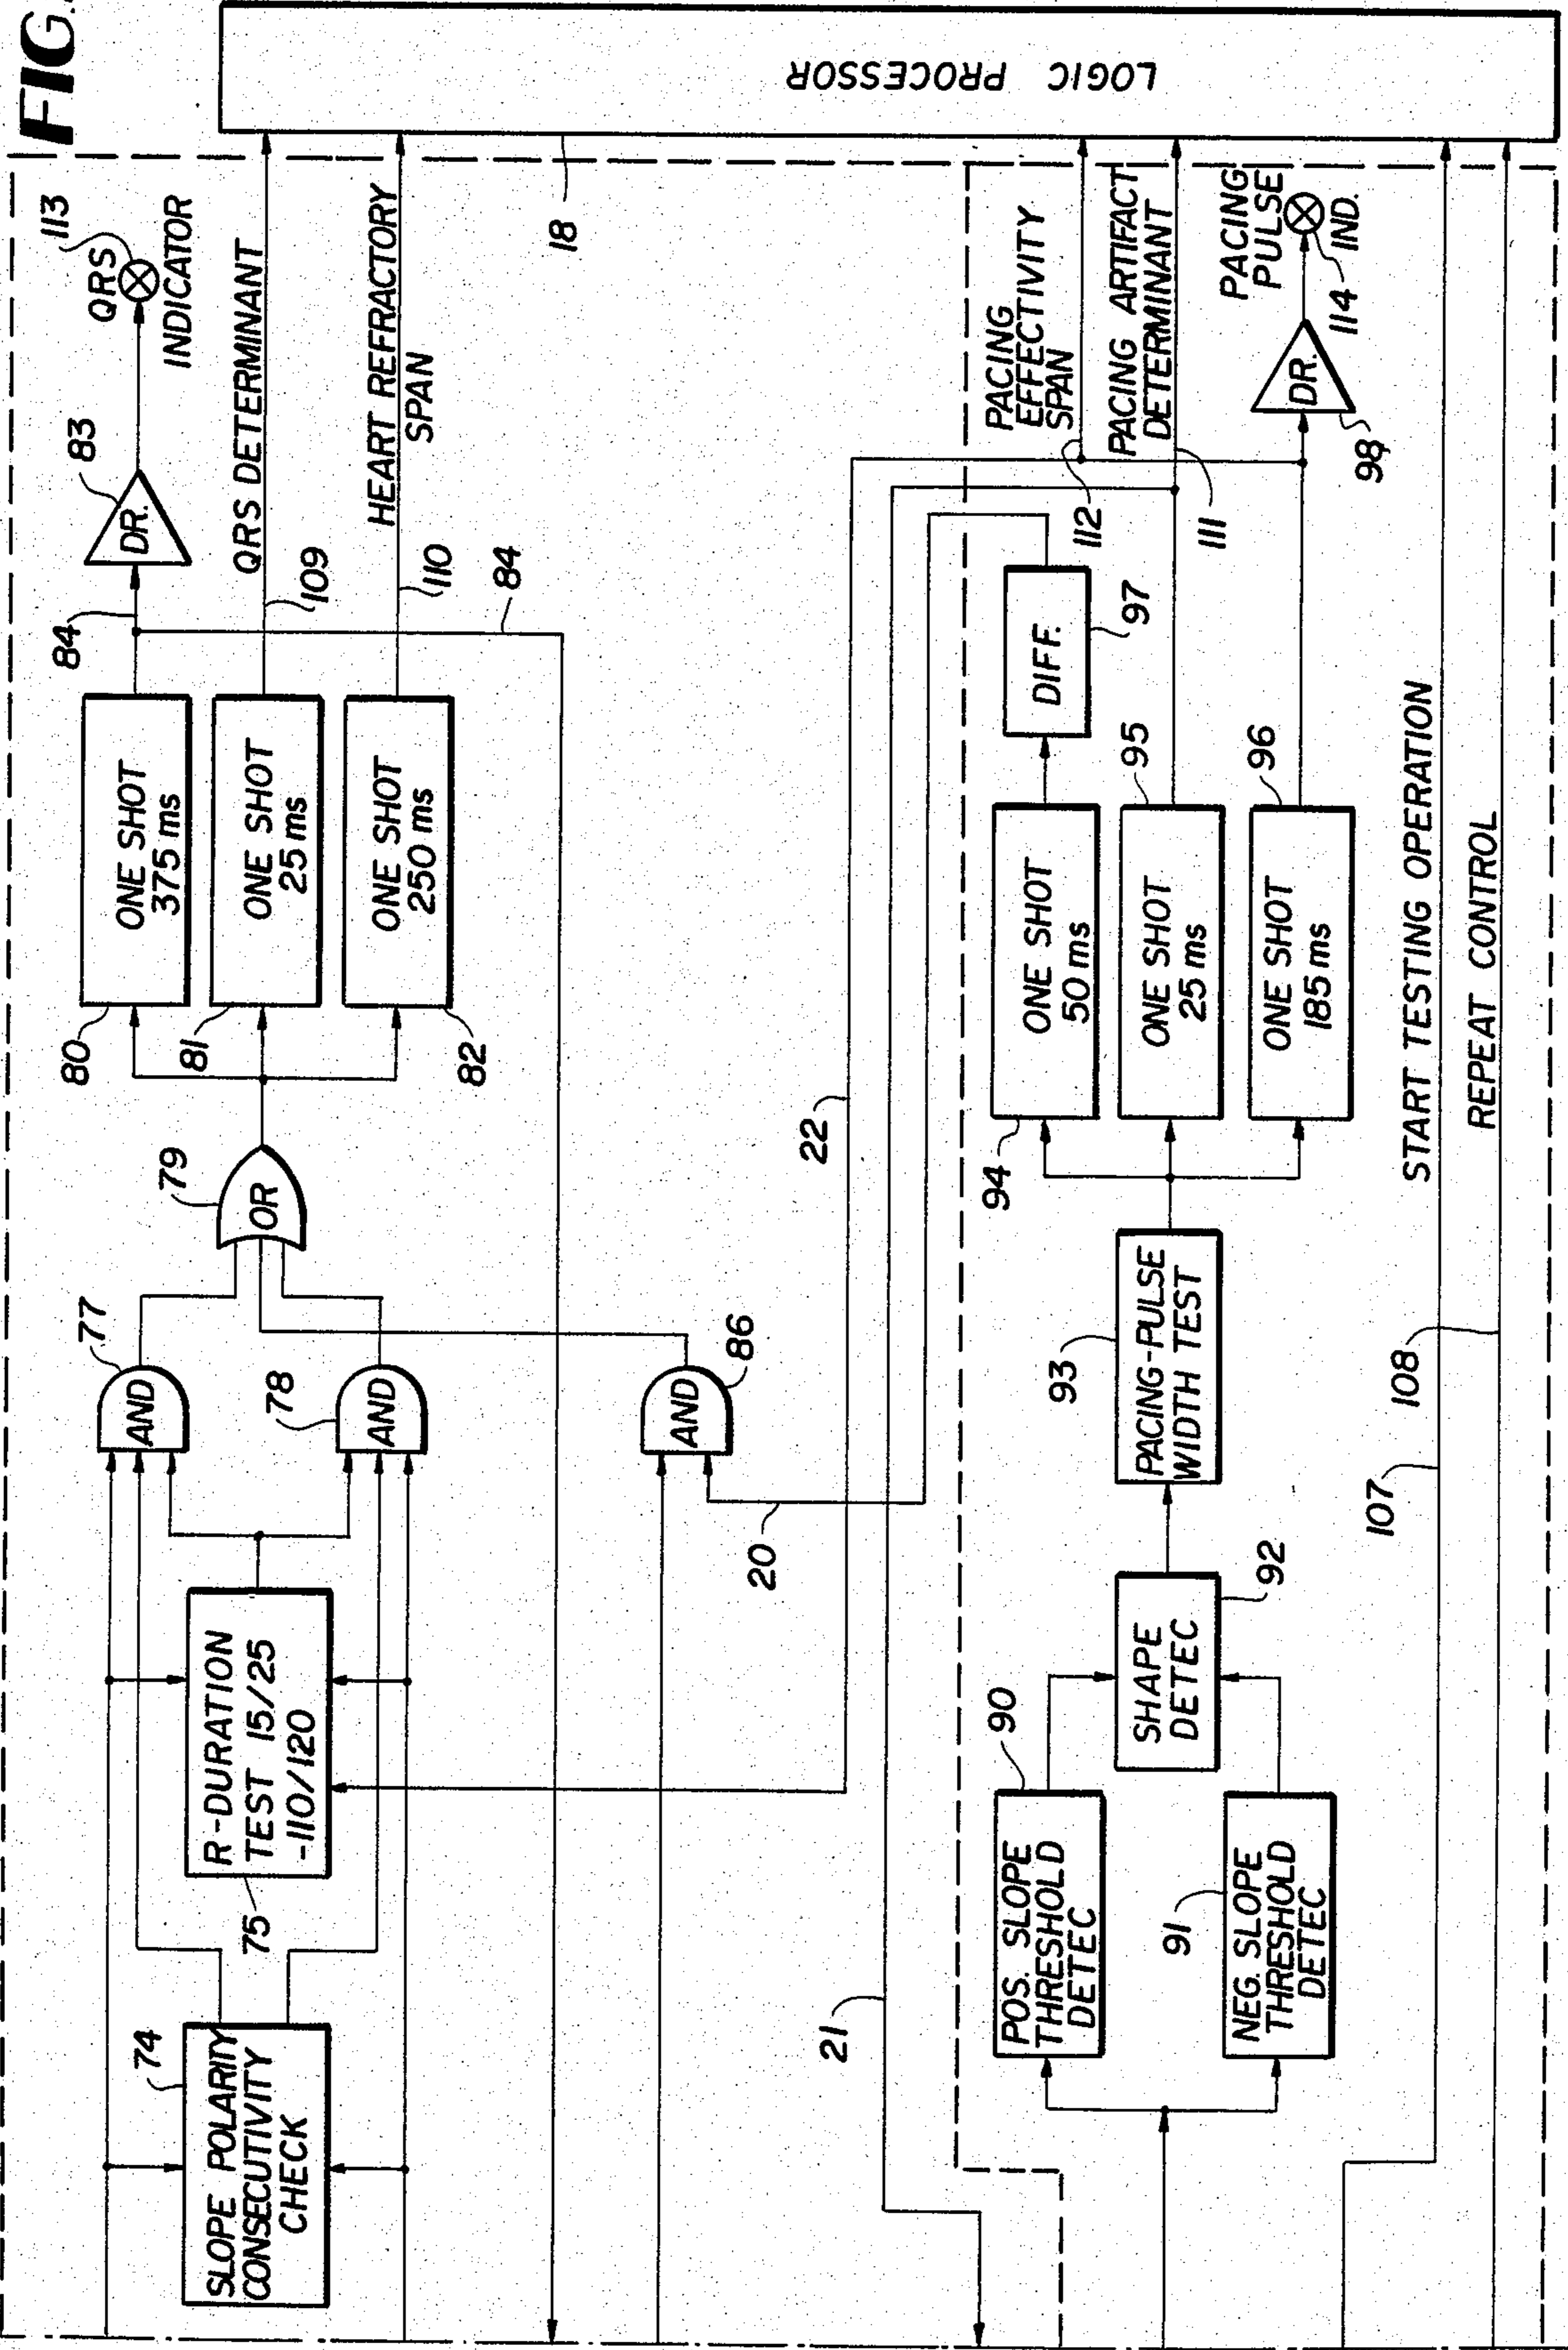 FIG.
74
SLOPE POLARITY
CONSECUTIVITY
CHECK
75
R-DURATION
TEST 15/25
-110/120
77
AND
78
AND
79
OR
86
AND
20
80
ONE SHOT
375 ms
81
ONE SHOT
25 ms
82
ONE SHOT
250 ms
84
83
DR.
113
QRS
INDICATOR
QRS DETERMINANT
109
HEART REFRACTORY
SPAN
110
84
18
LOGIC PROCESSOR
21
22
90
POS. SLOPE
THRESHOLD
DETEC
91
NEG. SLOPE
THRESHOLD
DETEC
SHAPE
DETEC
92
93
PACING-PULSE
WIDTH TEST
94
ONE SHOT
50 ms
95
ONE SHOT
25 ms
96
ONE SHOT
185 ms
DIFF.
97
PACING
EFFECTIVITY
SPAN
112
PACING ARTIFACT
DETERMINANT
111
DR.
98
PACING
PULSE
IND.
114
107
START TESTING OPERATION
108
REPEAT CONTROL